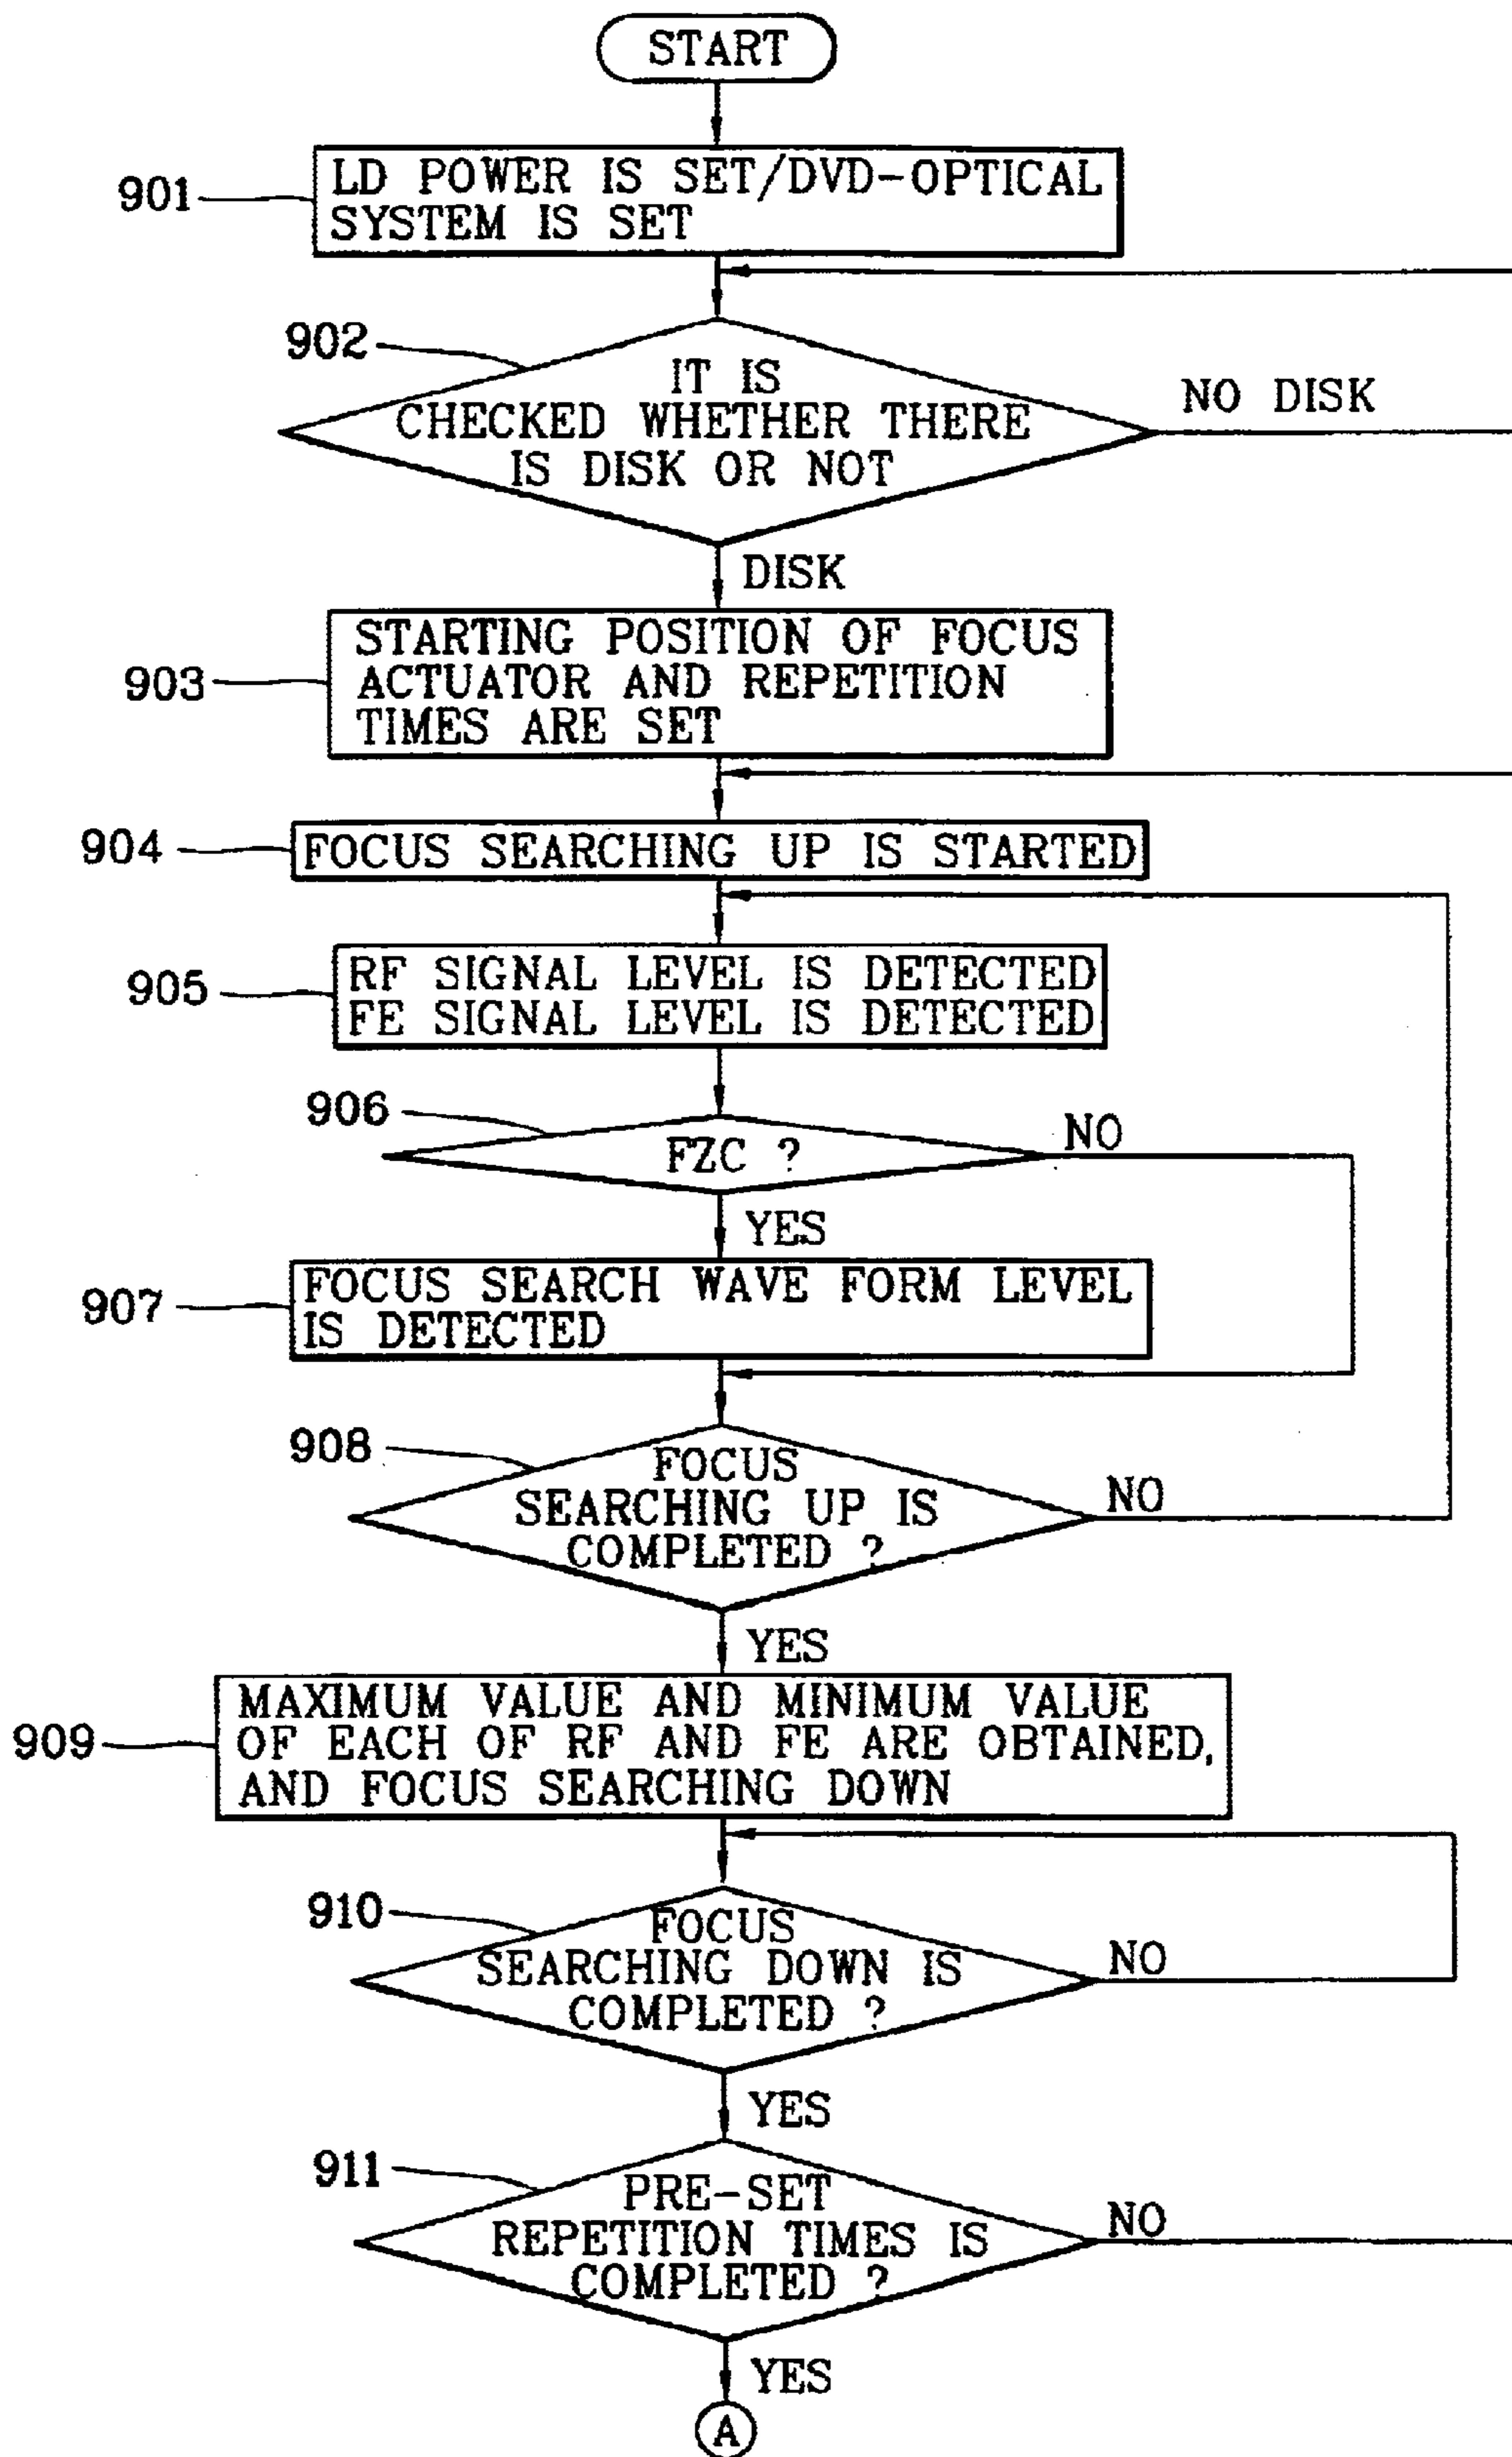 START
901
LD POWER IS SET/DVD-OPTICAL
SYSTEM IS SET
902
IT IS
CHECKED WHETHER THERE
IS DISK OR NOT
NO DISK
DISK
903
STARTING POSITION OF FOCUS
ACTUATOR AND REPETITION
TIMES ARE SET
904
FOCUS SEARCHING UP IS STARTED
905
RF SIGNAL LEVEL IS DETECTED
FE SIGNAL LEVEL IS DETECTED
906
FZC ?
NO
YES
907
FOCUS SEARCH WAVE FORM LEVEL
IS DETECTED
908
FOCUS
SEARCHING UP IS
COMPLETED ?
NO
YES
909
MAXIMUM VALUE AND MINIMUM VALUE
OF EACH OF RF AND FE ARE OBTAINED,
AND FOCUS SEARCHING DOWN
910
FOCUS
SEARCHING DOWN IS
COMPLETED ?
NO
YES
911
PRE-SET
REPETITION TIMES IS
COMPLETED ?
NO
YES
A